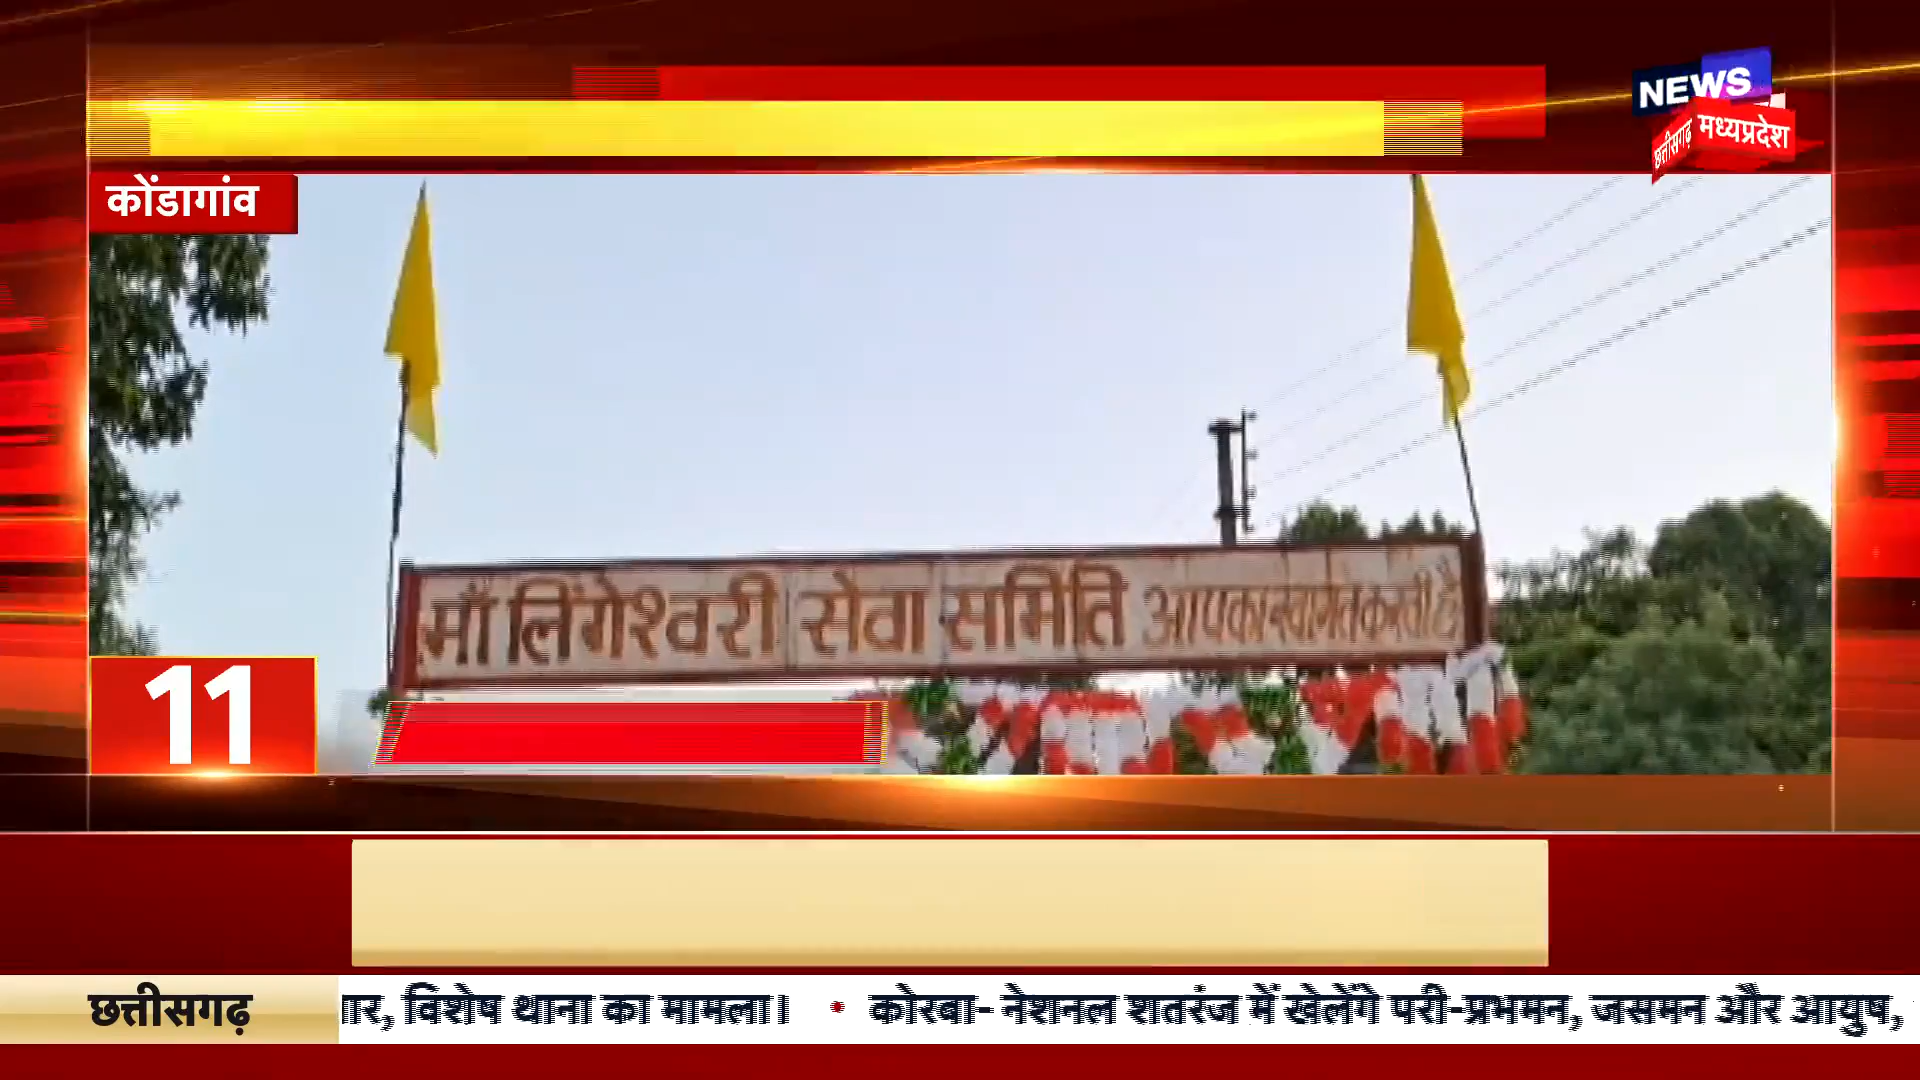 NEWS
छत्तीसगढ़ मध्यप्रदेश
कोंडागांव
माँ लिंगेश्वरी सेवा समिति आपका स्वागत करती है
11
छत्तीसगढ़
गार, विशेष थाना का मामला। • कोरबा- नेशनल शतरंज में खेलेंगे परी-प्रभमन, जसमन और आयुष,